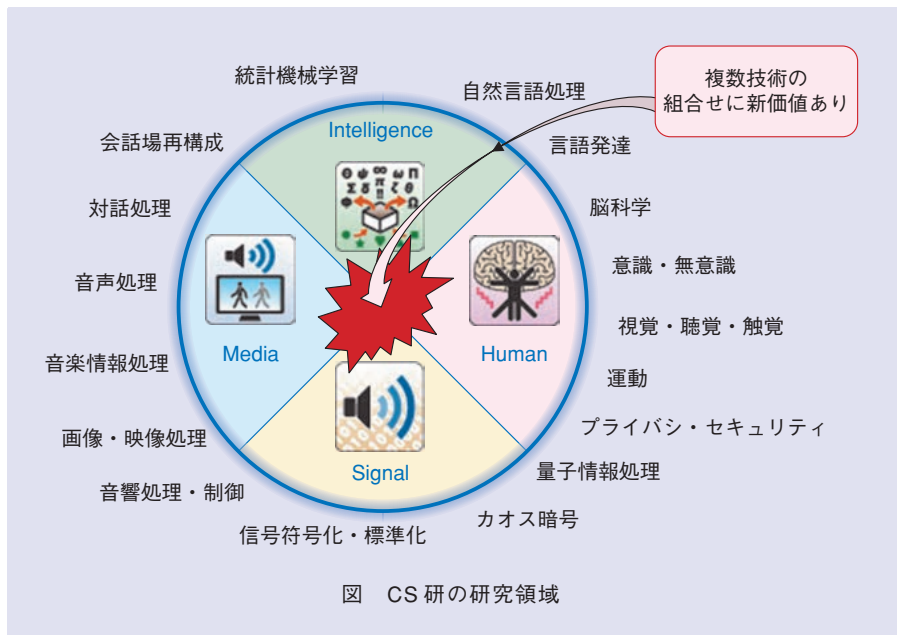 統計機械学習
自然言語処理
複数技術の
組合せに新価値あり
会話場再構成
Intelligence
言語発達
対話処理
脳科学
音声処理
意識・無意識
視覚・聴覚・触覚
Media
Human
音楽情報処理
運動
画像・映像処理
プライバシ・セキュリティ
Signal
量子情報処理
音響処理・制御
カオス暗号
信号符号化・標準化
図 CS研の研究領域